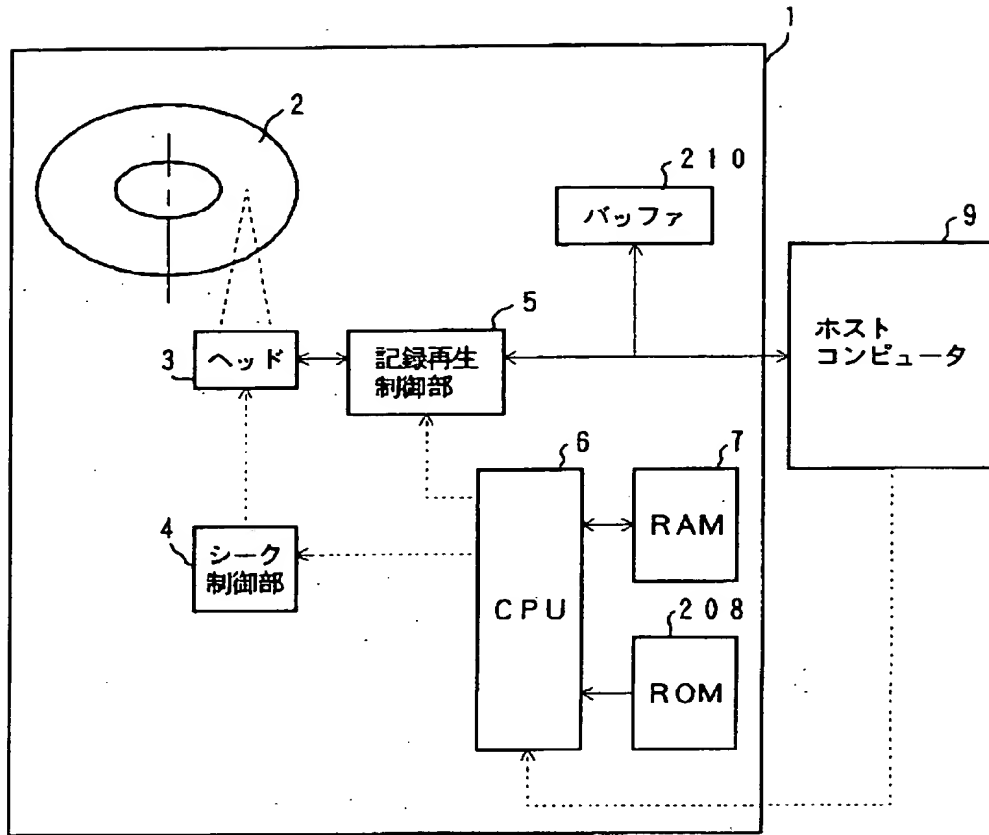 1
2
２１０
バッファ
9
ホスト
コンピュータ
5
3
ヘッド
記録再生
制御部
6
7
RAM
4
シーク
制御部
CPU
２０８
ROM